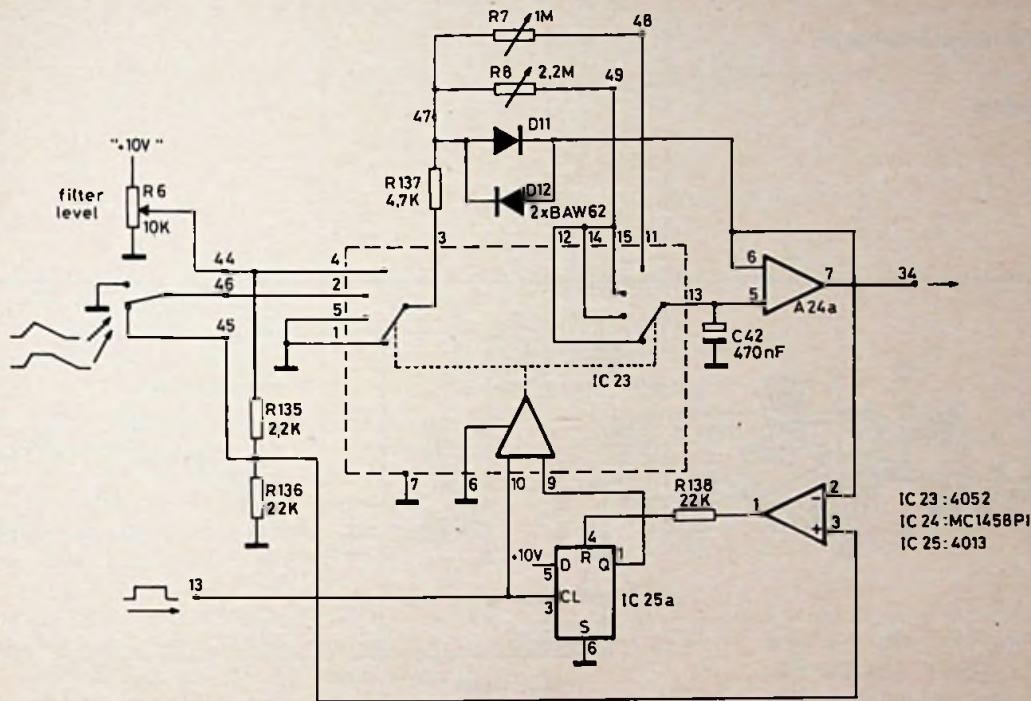 R7 1M 48
R8 2,2M 49
47
D11
"+10V"
R6
filter
level
10K
R137
4,7K
D12
2xBAW62
3 12 14 15 11
44 4
46 2
5
45 1
6 7 34
13 5 A24a
C42
470nF
IC 23
R135
2,2K
R136
22K
7 6 10 9
R138
22K 1 - 2
+ 3
IC 23:4052
IC 24:MC1458PI
IC 25:4013
4
+10V R 1
D Q
5
13 CL IC 25a
3
S
6